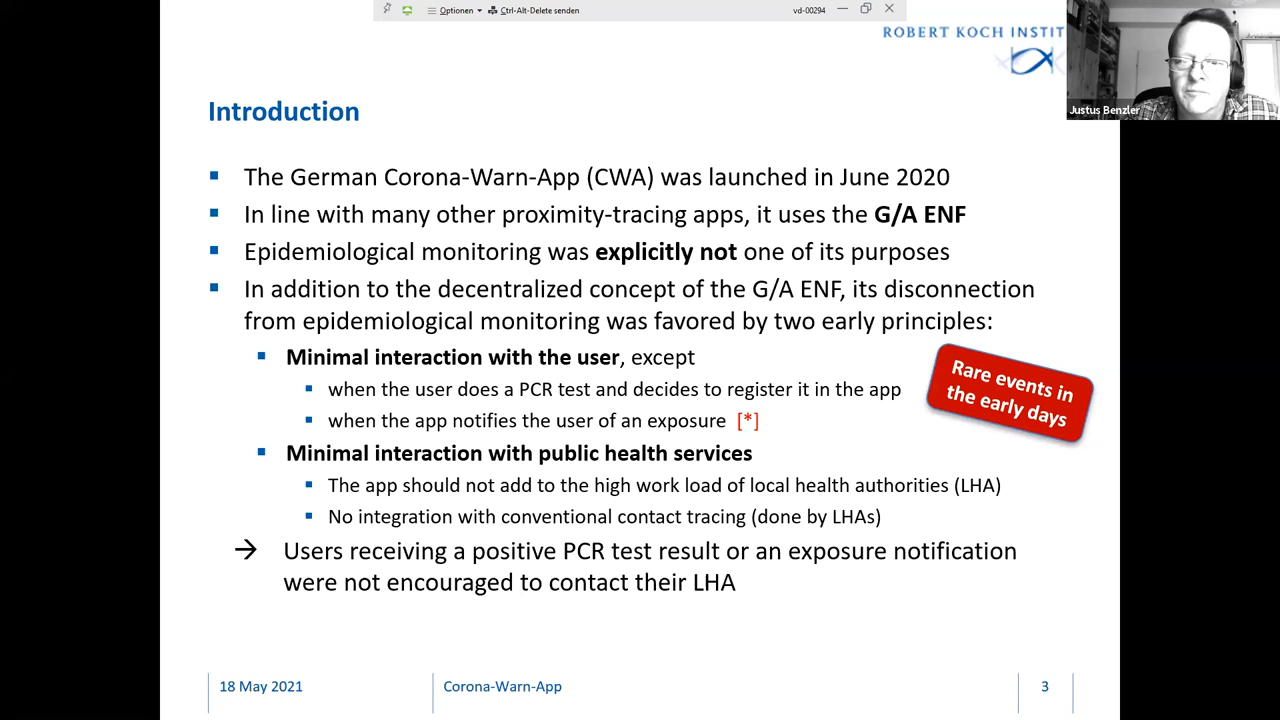 Optionen
Ctrl-Alt-Delete senden
vd-00294
ROBERT KOCH INSTIT
Justus Benzler
Introduction
The German Corona-Warn-App (CWA) was launched in June 2020
In line with many other proximity-tracing apps, it uses the G/A ENF
Epidemiological monitoring was explicitly not one of its purposes
In addition to the decentralized concept of the G/A ENF, its disconnection
from epidemiological monitoring was favored by two early principles:
Minimal interaction with the user, except
when the user does a PCR test and decides to register it in the app
when the app notifies the user of an exposure [*]
Rare events in
the early days
Minimal interaction with public health services
The app should not add to the high work load of local health authorities (LHA)
No integration with conventional contact tracing (done by LHAs)
→ Users receiving a positive PCR test result or an exposure notification
were not encouraged to contact their LHA
18 May 2021
Corona-Warn-App
3